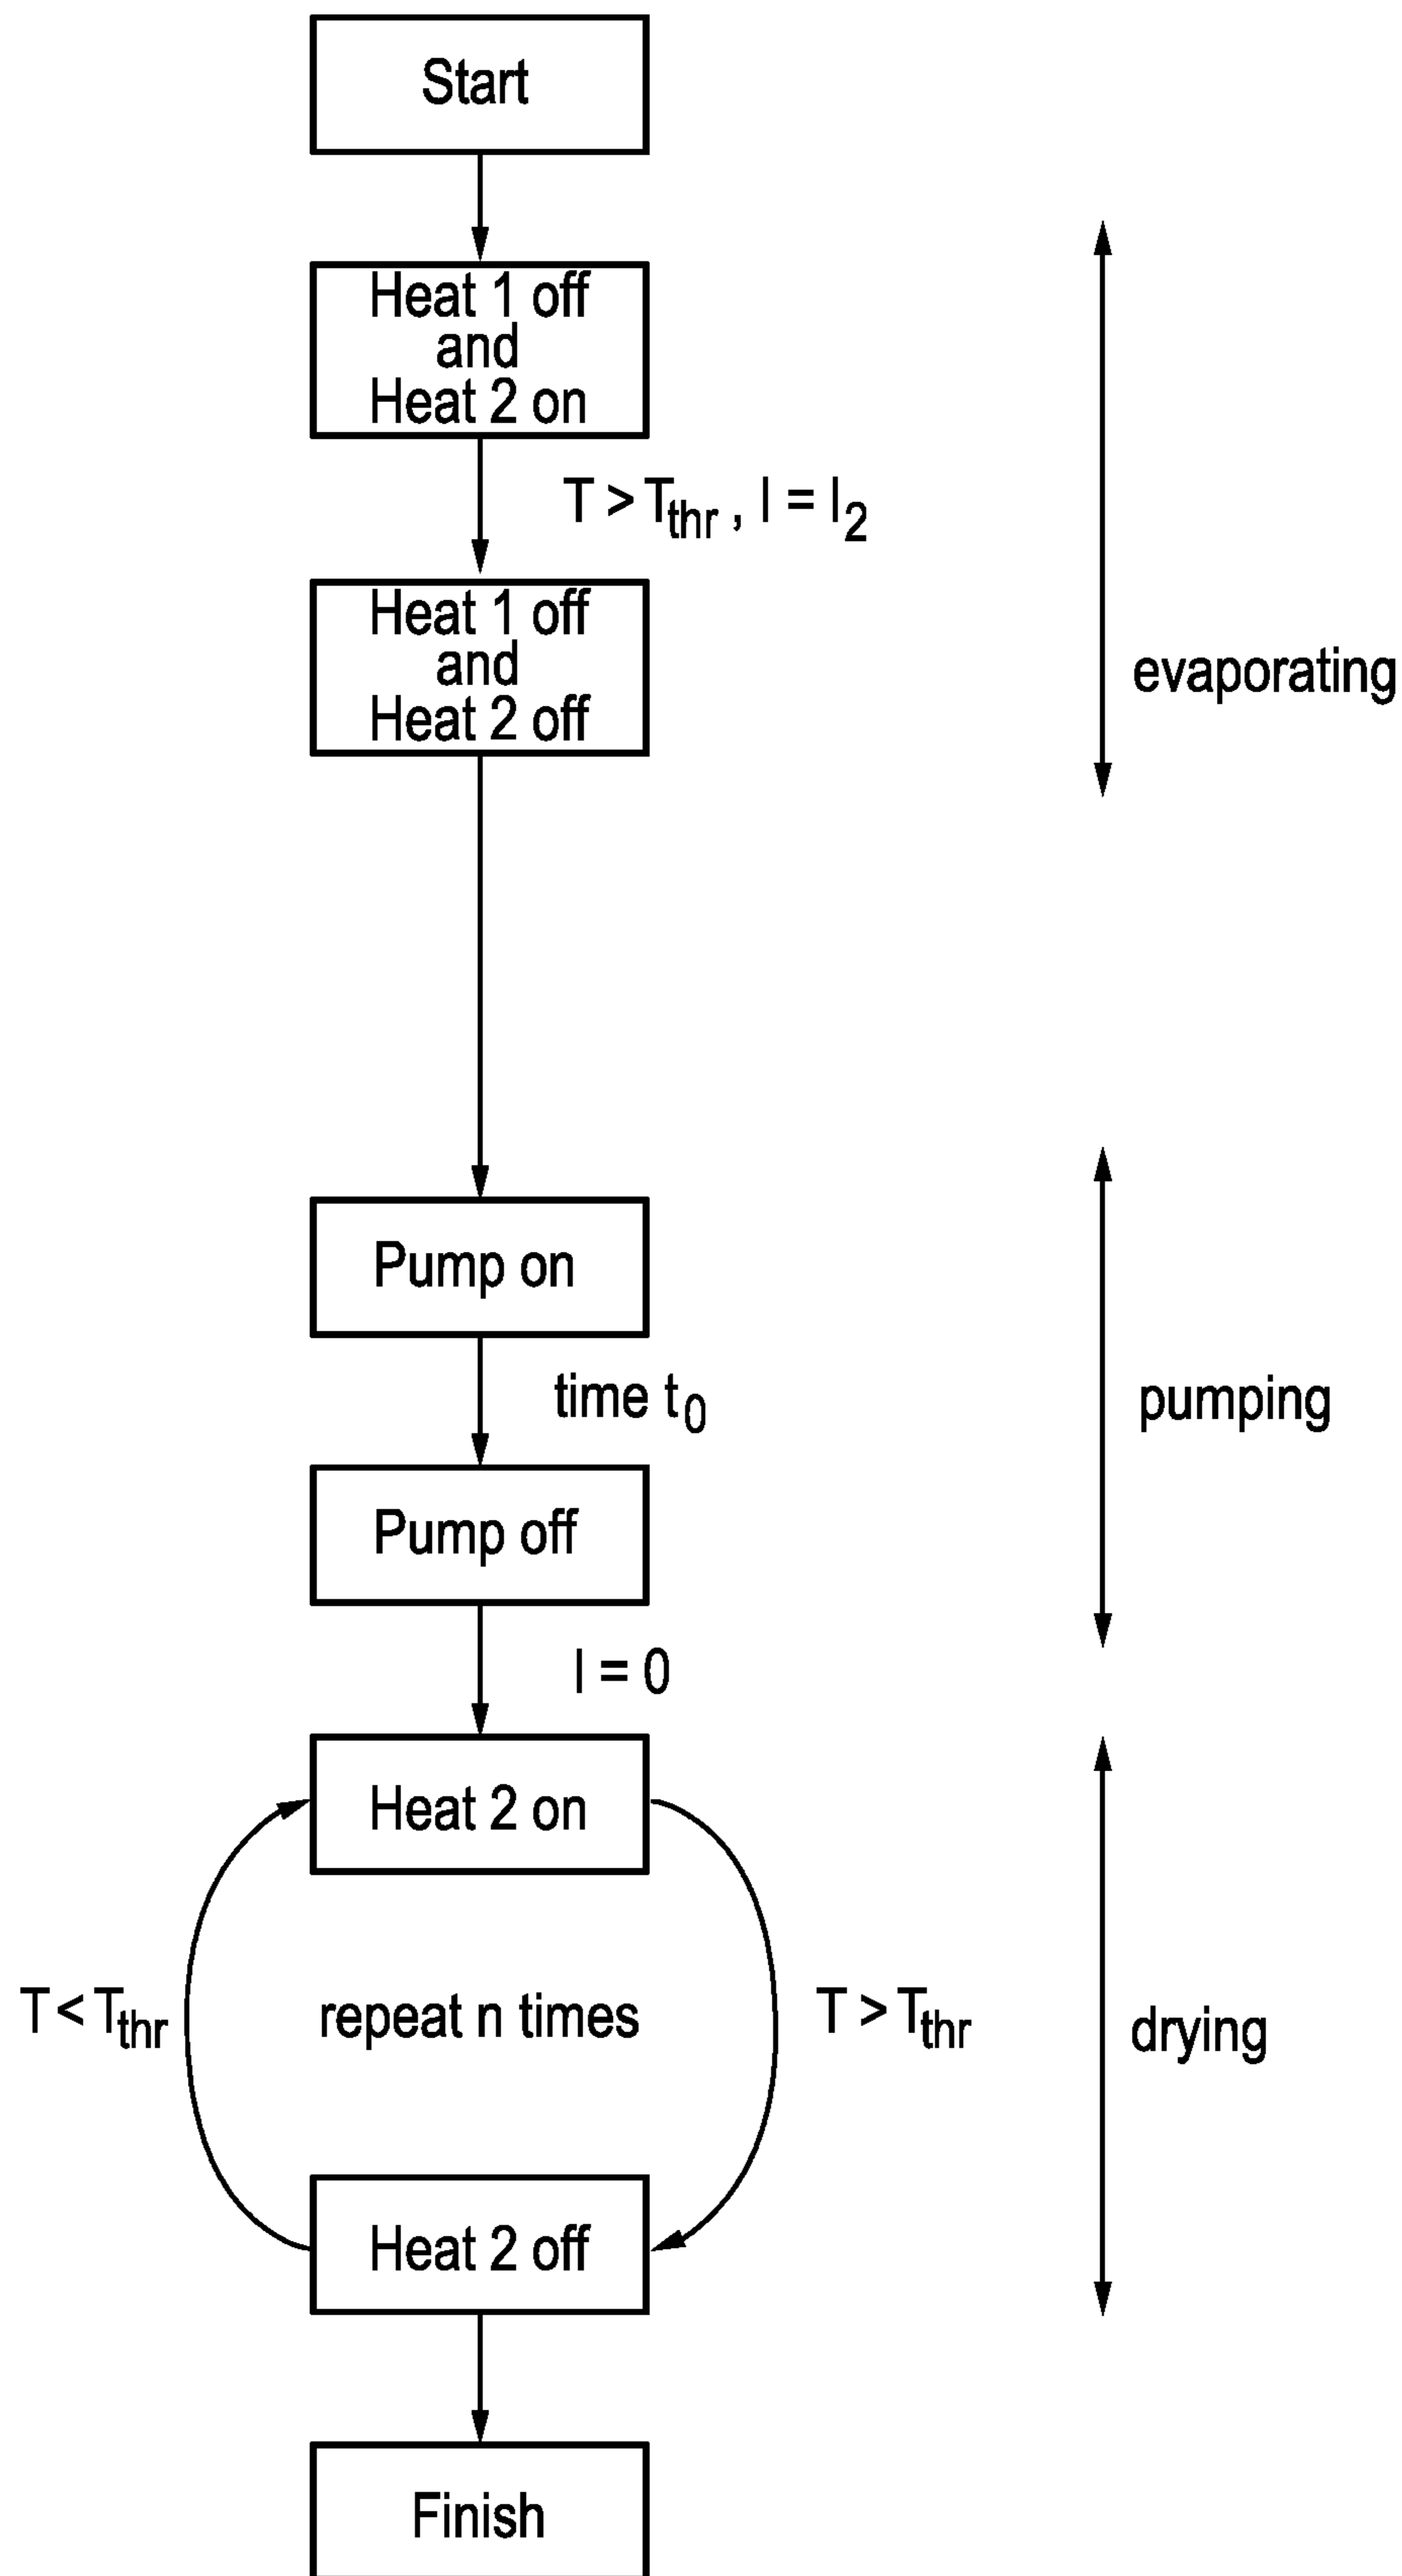 Start
Heat 1 off
and
Heat 2 on
T > Tthr , l = l2
Heat 1 off
and
Heat 2 off
evaporating
Pump on
time t0
pumping
Pump off
l = 0
Heat 2 on
T < Tthr
repeat n times
T > Tthr
drying
Heat 2 off
Finish